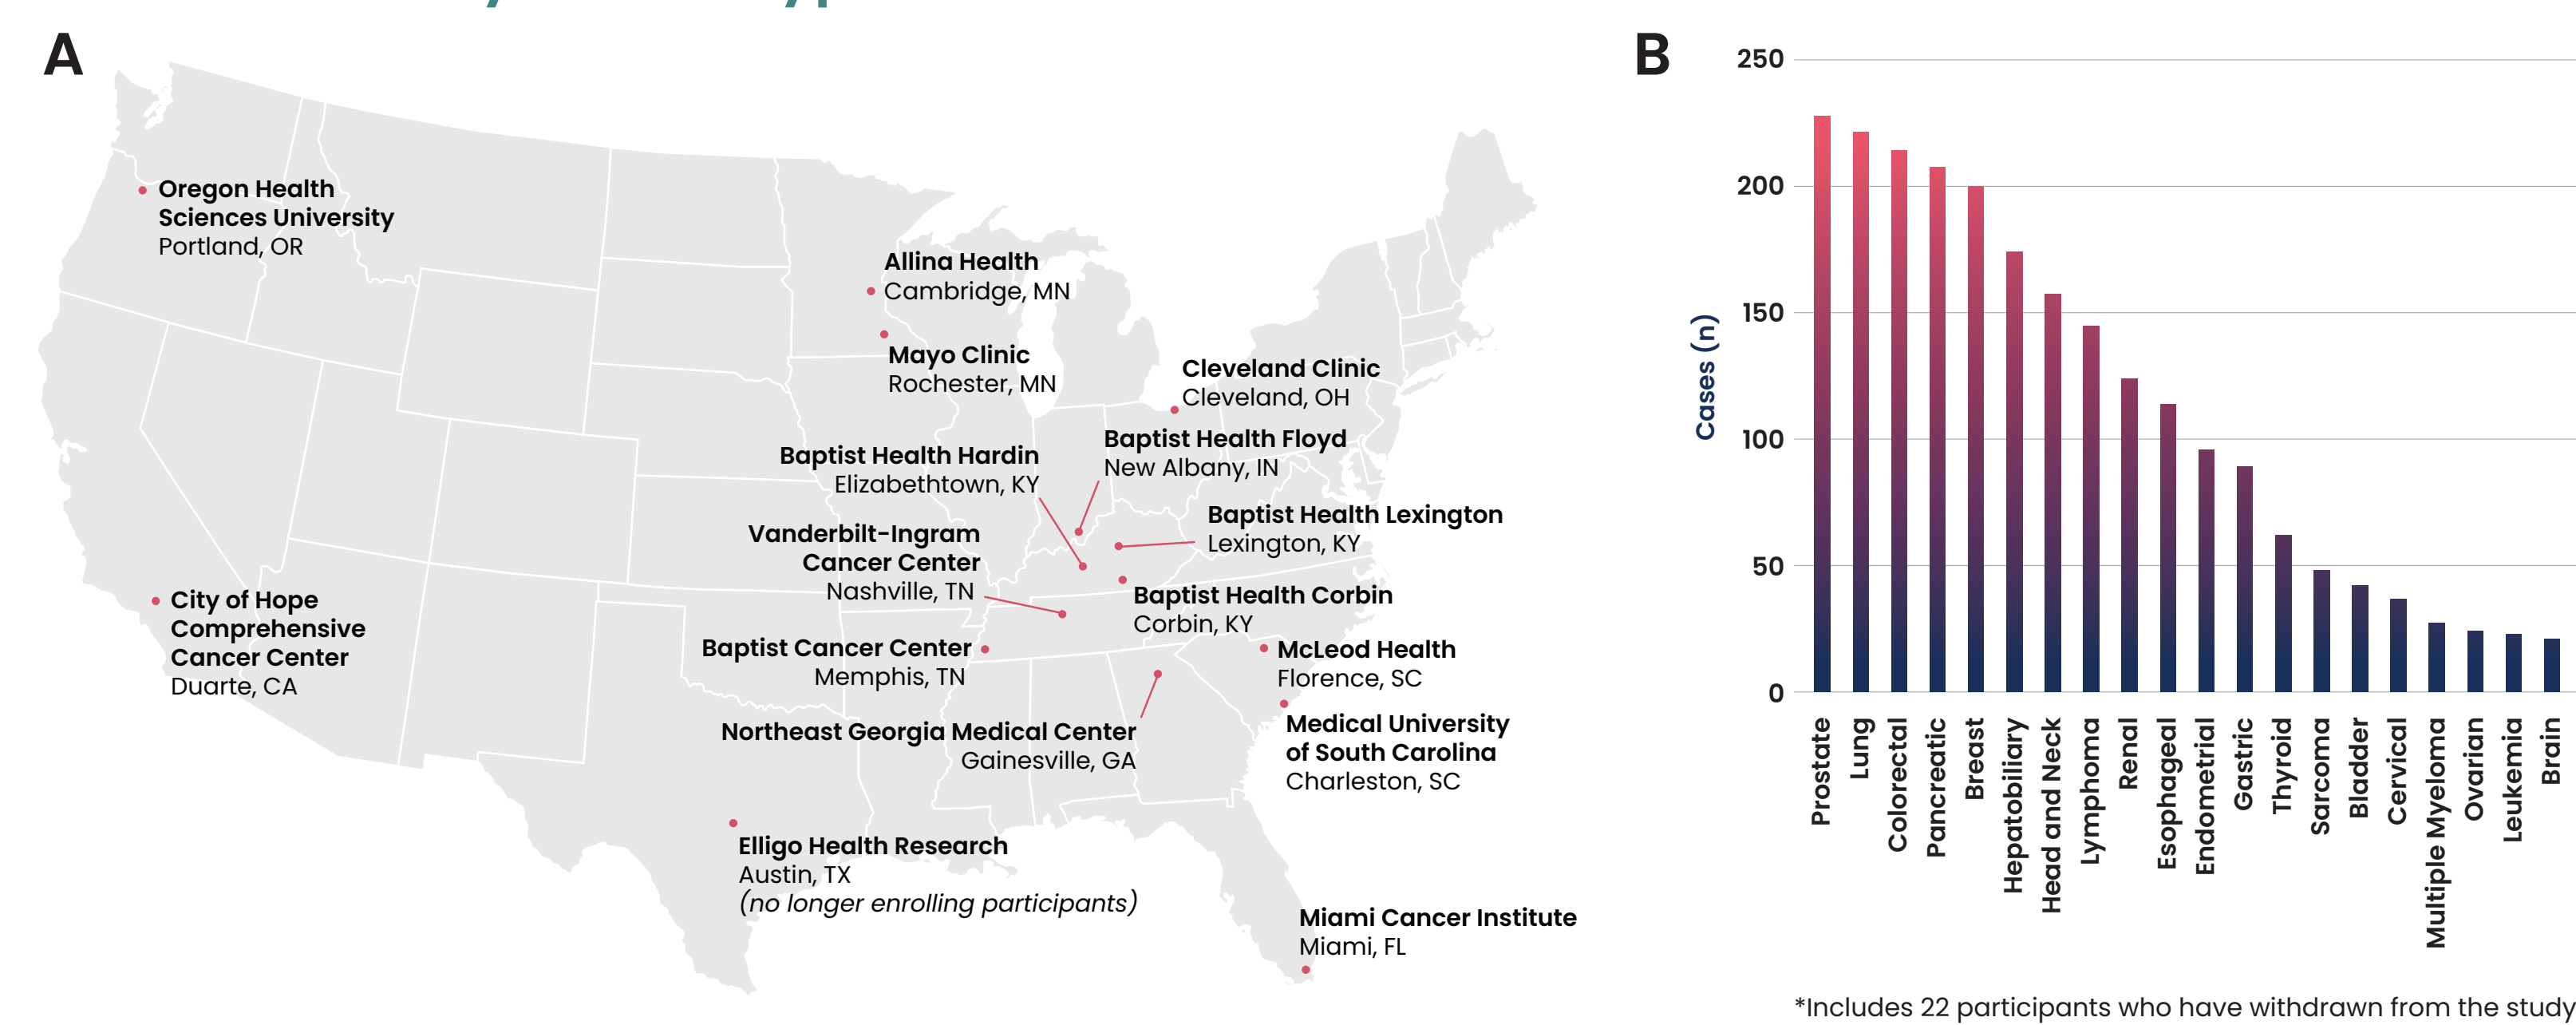 A
Oregon Health
Sciences University
Portland, OR
Allina Health
Cambridge, MN
Mayo Clinic
Rochester, MN
Cleveland Clinic
Cleveland, OH
Baptist Health Floyd
New Albany, IN
Baptist Health Hardin
Elizabethtown, KY
Baptist Health Lexington
Lexington, KY
Vanderbilt-Ingram
Cancer Center
Nashville, TN
Baptist Health Corbin
Corbin, KY
City of Hope
Comprehensive
Cancer Center
Duarte, CA
Baptist Cancer Center
Memphis, TN
McLeod Health
Florence, SC
Northeast Georgia Medical Center
Gainesville, GA
Medical University
of South Carolina
Charleston, SC
Elligo Health Research
Austin, TX
(no longer enrolling participants)
Miami Cancer Institute
Miami, FL
B
Cases (n)
250
200
150
100
50
0
Prostate
Lung
Colorectal
Pancreatic
Breast
Hepatobiliary
Head and Neck
Lymphoma
Renal
Esophageal
Endometrial
Gastric
Thyroid
Sarcoma
Bladder
Cervical
Multiple Myeloma
Ovarian
Leukemia
Brain
*Includes 22 participants who have withdrawn from the study